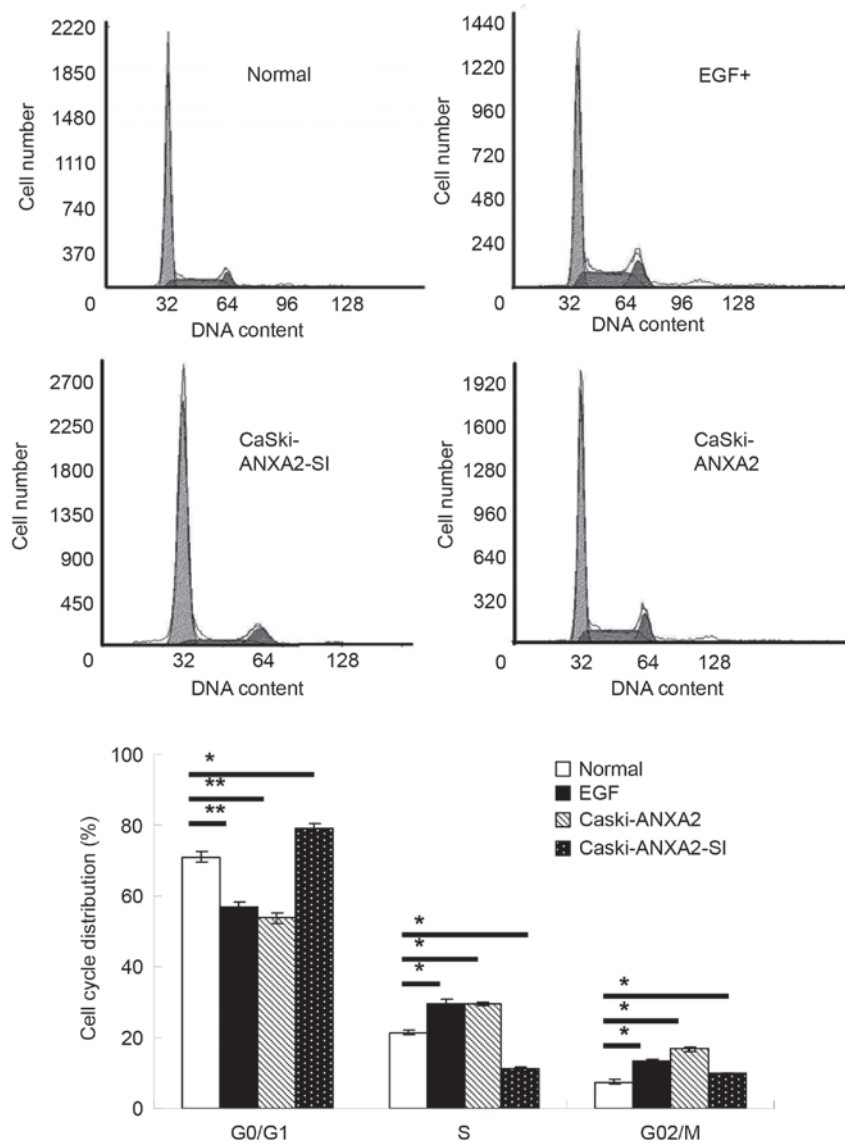 2220
1850
1480
1110
740
370
0
Cell number
Normal
32 64 96 128
DNA content
1440
1220
960
720
480
240
0
Cell number
EGF+
32 64 96 128
DNA content
2700
2250
1800
1350
900
450
0
Cell number
CaSki-
ANXA2-SI
32 64 128
DNA content
1920
1600
1280
960
640
320
0
Cell number
CaSki-
ANXA2
32 64 128
DNA content
100
80
60
40
20
0
Cell cycle distribution (%)
*
**
**
*
*
*
*
*
*
Normal
EGF
Caski-ANXA2
Caski-ANXA2-SI
G0/G1 S G02/M